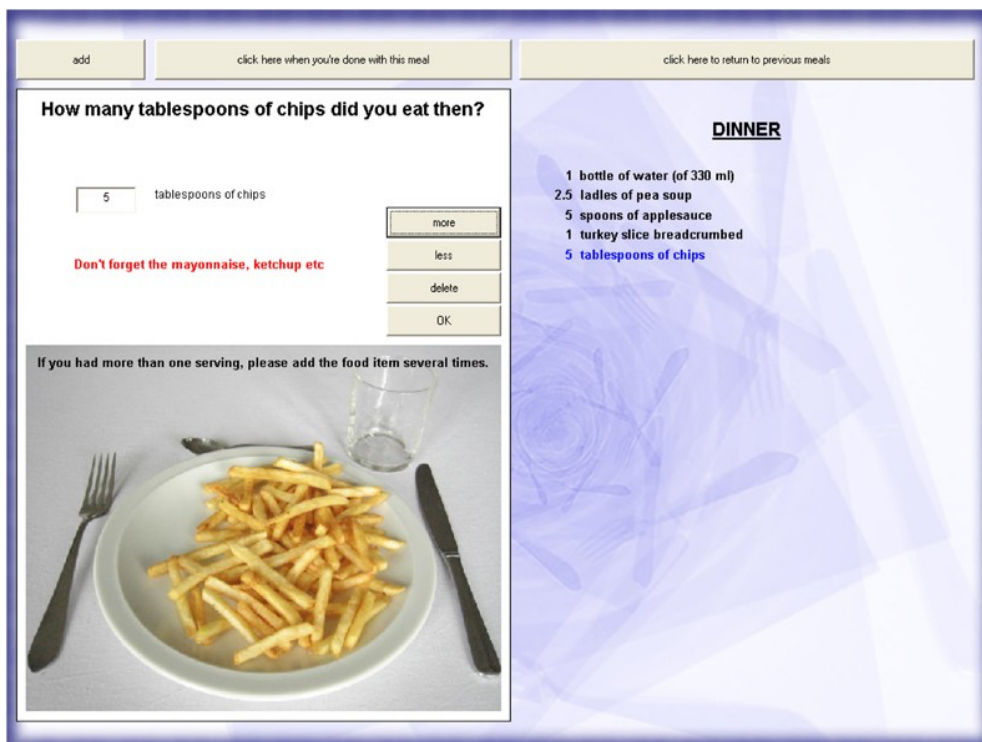 add
click here when you're done with this meal
click here to return to previous meals
How many tablespoons of chips did you eat then?
5 tablespoons of chips
more
Don't forget the mayonnaise, ketchup etc
less
delete
OK
If you had more than one serving, please add the food item several times.
DINNER
1 bottle of water (of 330 ml)
2.5 ladles of pea soup
5 spoons of applesauce
1 turkey slice breadcrumbed
5 tablespoons of chips